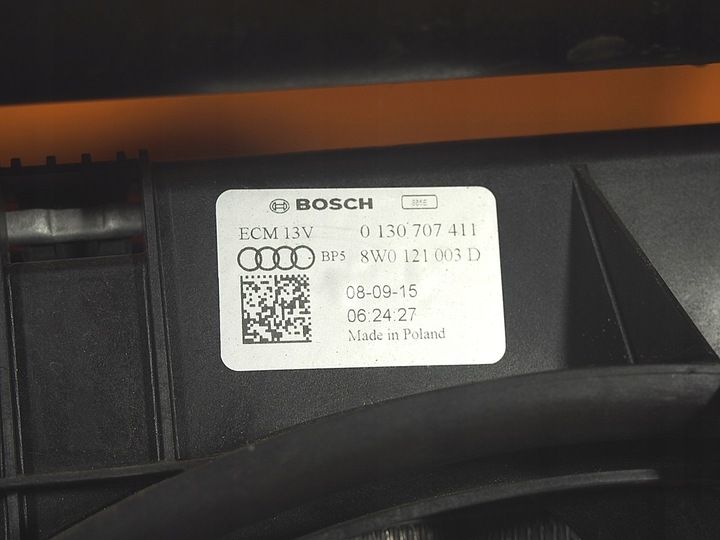 BOSCH
ECM 13V 0 130 707 411
BP5 8W0 121 003 D
08-09-15
06:24:27
Made in Poland